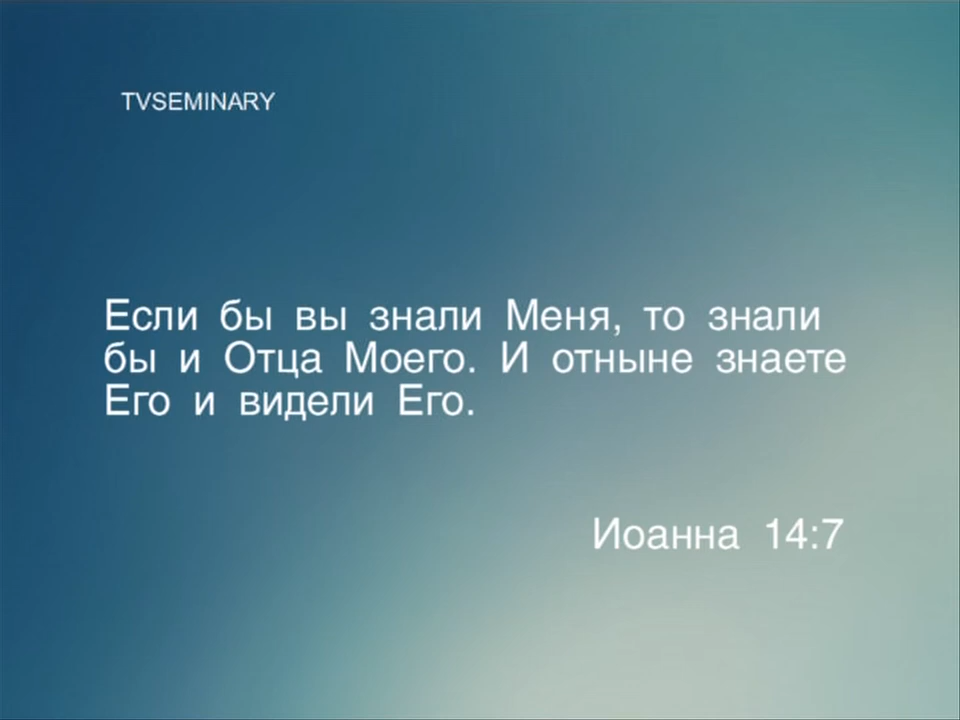 TVSEMINARY
Если бы вы знали Меня, то знали
бы и Отца Моего. И отныне знаете
Его и видели Его.
Иоанна 14:7